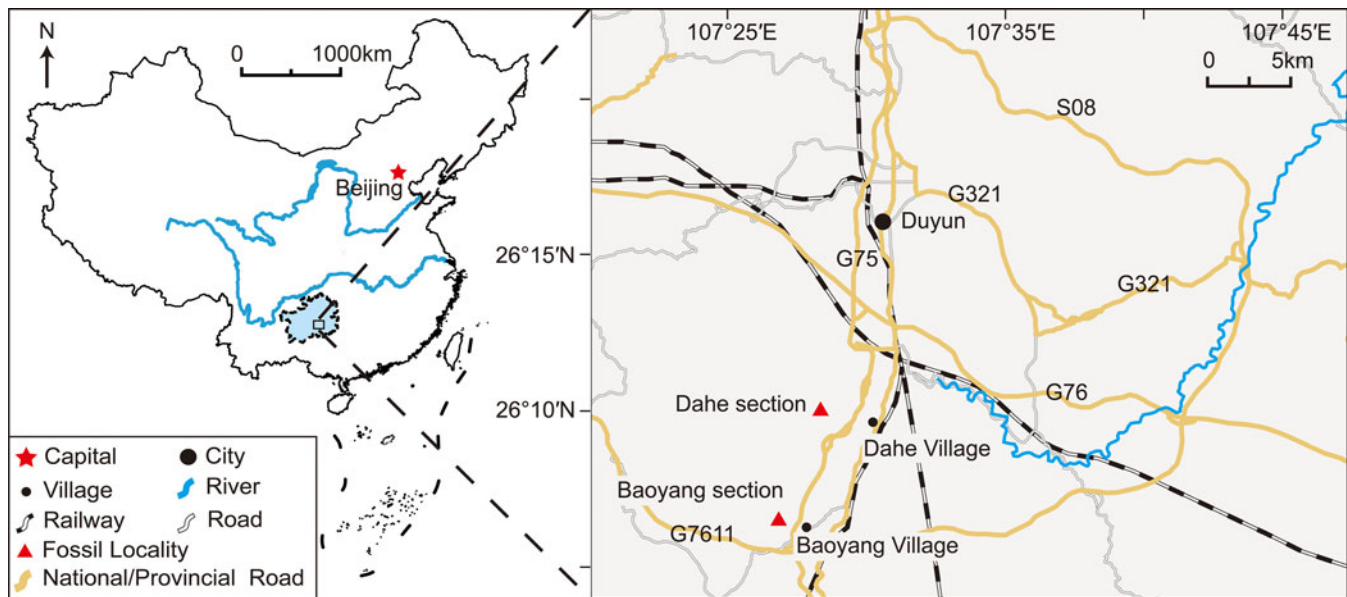 N
0 1000km
Beijing
Capital
City
Village
River
Railway
Road
Fossil Locality
National/Provincial Road
107°25′E
107°35′E
107°45′E
0 5km
S08
G321
Duyun
26°15′N
G75
G321
G76
Dahe section
26°10′N
Dahe Village
Baoyang section
G7611
Baoyang Village